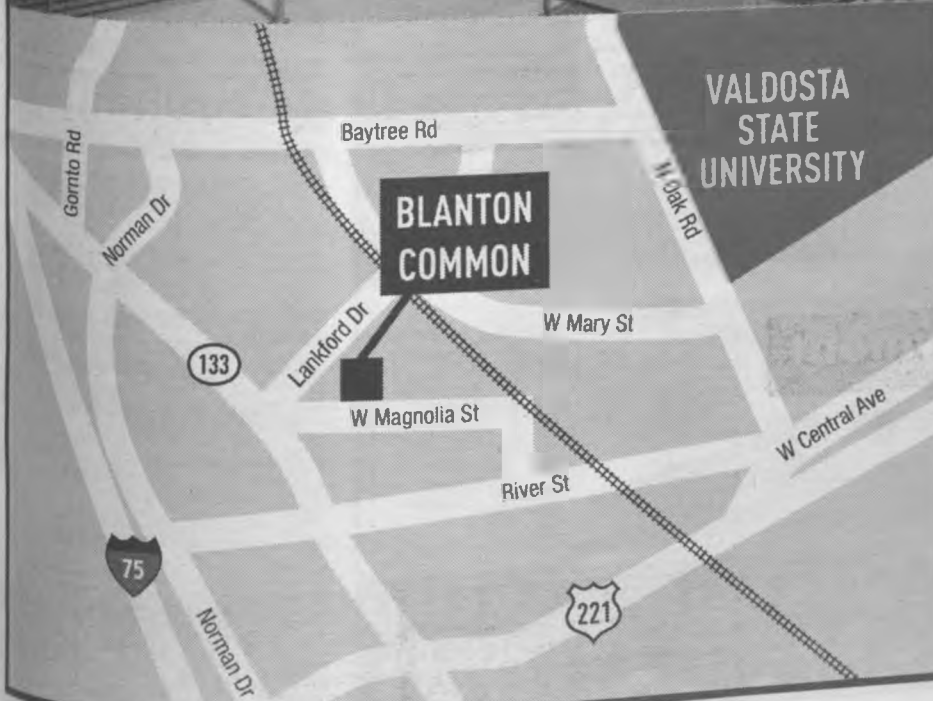 VALDOSTA
STATE
UNIVERSITY
Baytree Rd
Gornto Rd
Norman Dr
N Oak Rd
BLANTON
COMMON
W Mary St
133
Lankford Dr
W Magnolia St
W Central Ave
River St
75
221
Norman Dr